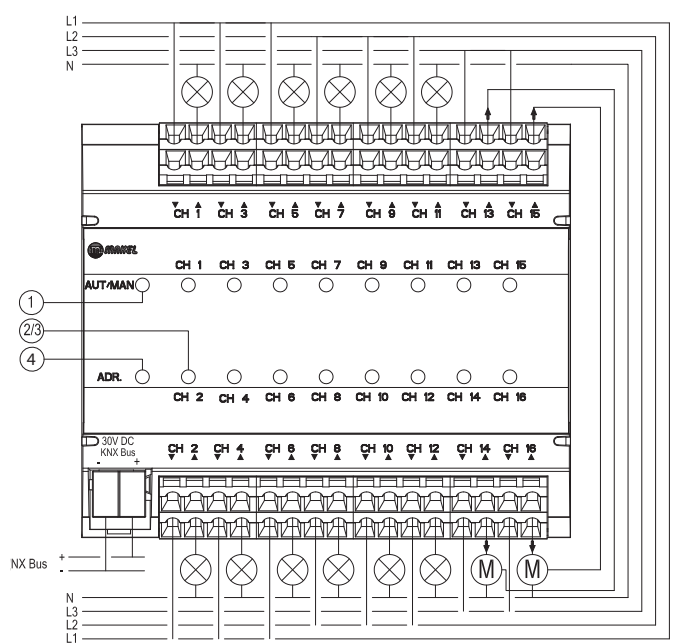 L1
L2
L3
N
CH 1 CH 3 CH 5 CH 7 CH 9 CH 11 CH 13 CH 15
MAKEL
CH 1 CH 3 CH 5 CH 7 CH 9 CH 11 CH 13 CH 15
AUT/MAN
1
2/3
4
ADR.
CH 2 CH 4 CH 6 CH 8 CH 10 CH 12 CH 14 CH 16
30V DC
KNX Bus
- +
CH 2 CH 4 CH 6 CH 8 CH 10 CH 12 CH 14 CH 16
NX Bus
+
-
M M
N
L3
L2
L1